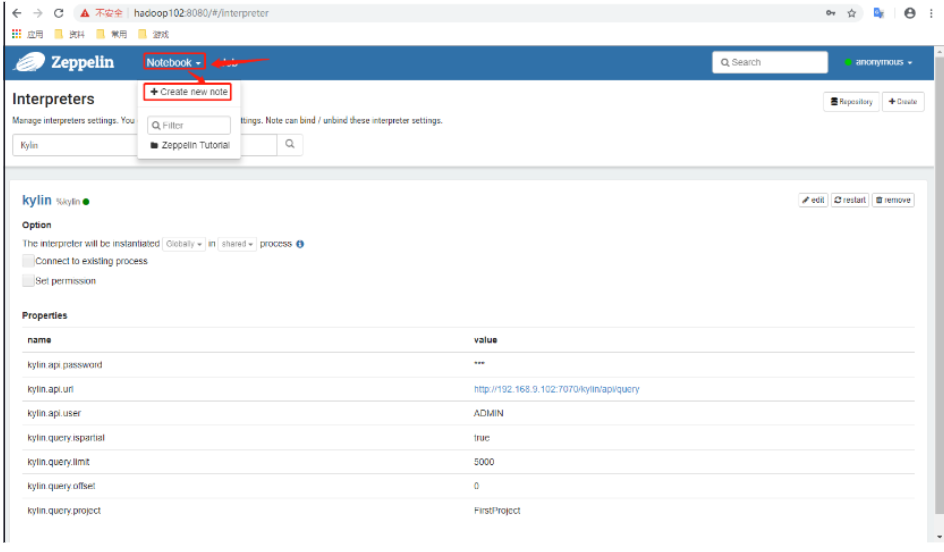 不安全 hadoop102:8080/#/interpreter
应用 资料 常用 游戏
Zeppelin Notebook Search anonymous
+ Create new note
Interpreters Repository + Create
Manage interpreters settings. You ttings. Note can bind / unbind these interpreter settings.
Filter
Kylin Zeppelin Tutorial
kylin %kylin edit restart remove
Option
The interpreter will be instantiated Globally in shared process
Connect to existing process
Set permission
Properties
name value
kylin.api.password ***
kylin.api.url http://192.168.9.102:7070/kylin/api/query
kylin.api.user ADMIN
kylin.query.ispartial true
kylin.query.limit 5000
kylin.query.offset 0
kylin.query.project FirstProject